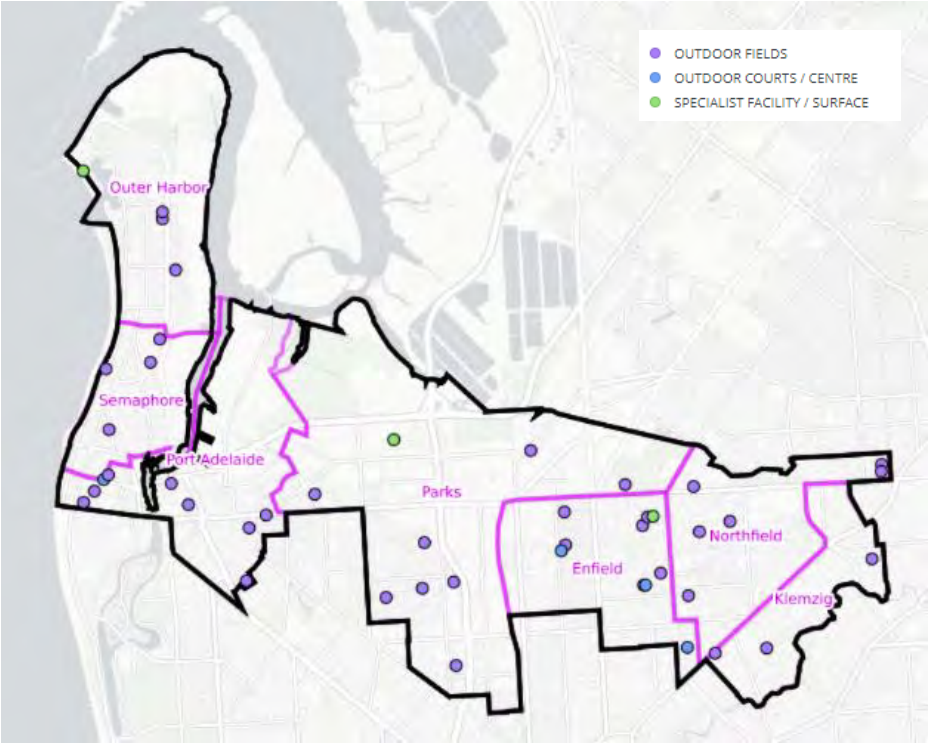 OUTDOOR FIELDS
OUTDOOR COURTS / CENTRE
SPECIALIST FACILITY / SURFACE
Outer Harbor
Semaphore
Port Adelaide
Parks
Northfield
Enfield
Klemzig